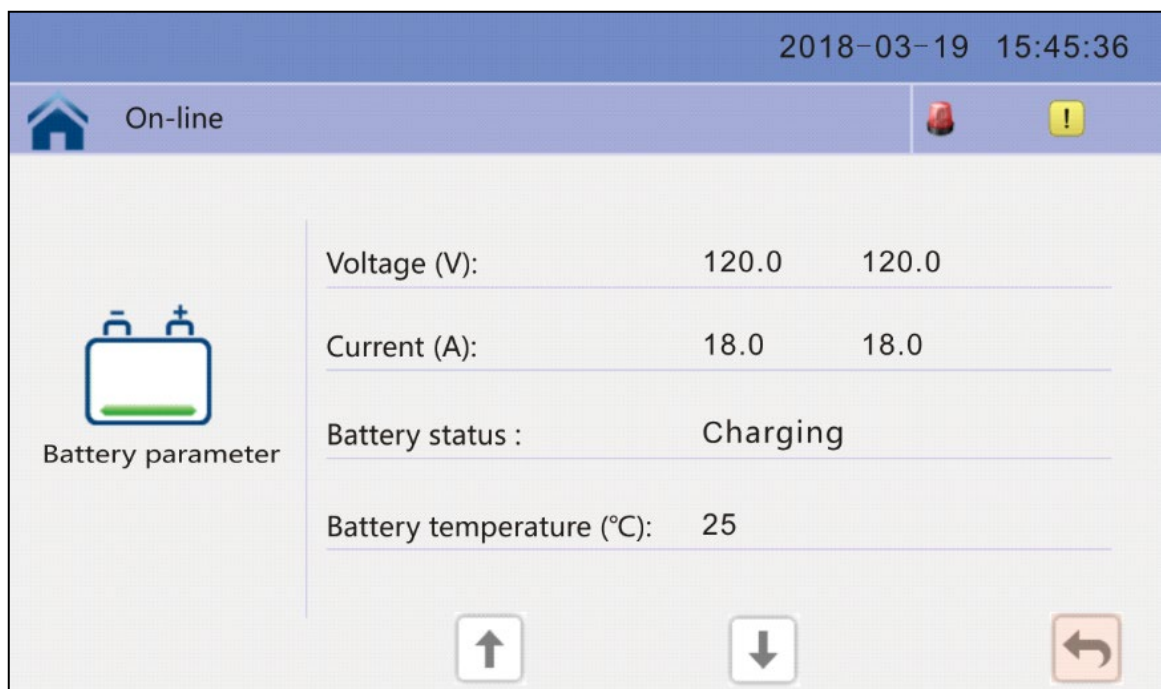 2018-03-19 15:45:36
On-line
!
Voltage (V): 120.0 120.0
Current (A): 18.0 18.0
Battery status : Charging
Battery parameter
Battery temperature (℃): 25